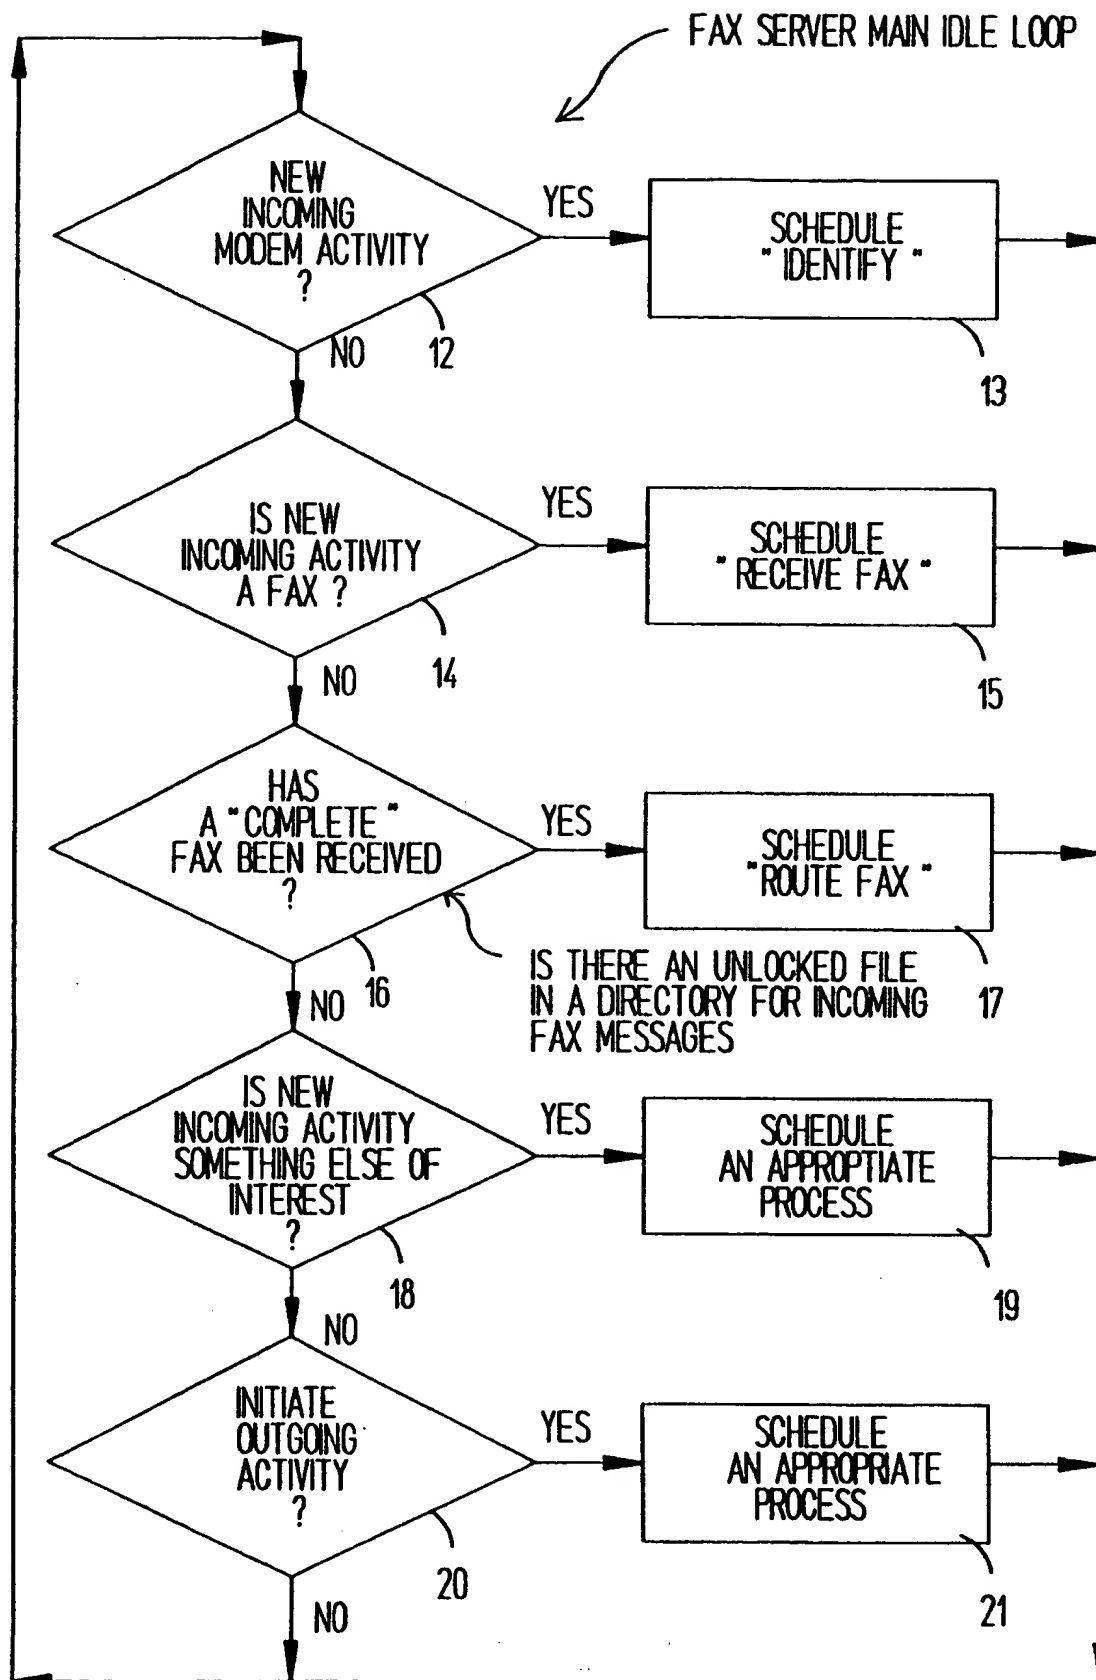 FAX SERVER MAIN IDLE LOOP
NEW
INCOMING
MODEM ACTIVITY
?
12
YES
SCHEDULE
"IDENTIFY"
13
NO
IS NEW
INCOMING ACTIVITY
A FAX ?
14
YES
SCHEDULE
"RECEIVE FAX"
15
NO
HAS
A "COMPLETE"
FAX BEEN RECEIVED
?
16
YES
SCHEDULE
"ROUTE FAX"
17
IS THERE AN UNLOCKED FILE
IN A DIRECTORY FOR INCOMING
FAX MESSAGES
NO
IS NEW
INCOMING ACTIVITY
SOMETHING ELSE OF
INTEREST
?
18
YES
SCHEDULE
AN APPROPTIATE
PROCESS
19
NO
INITIATE
OUTGOING
ACTIVITY
?
20
YES
SCHEDULE
AN APPROPRIATE
PROCESS
21
NO